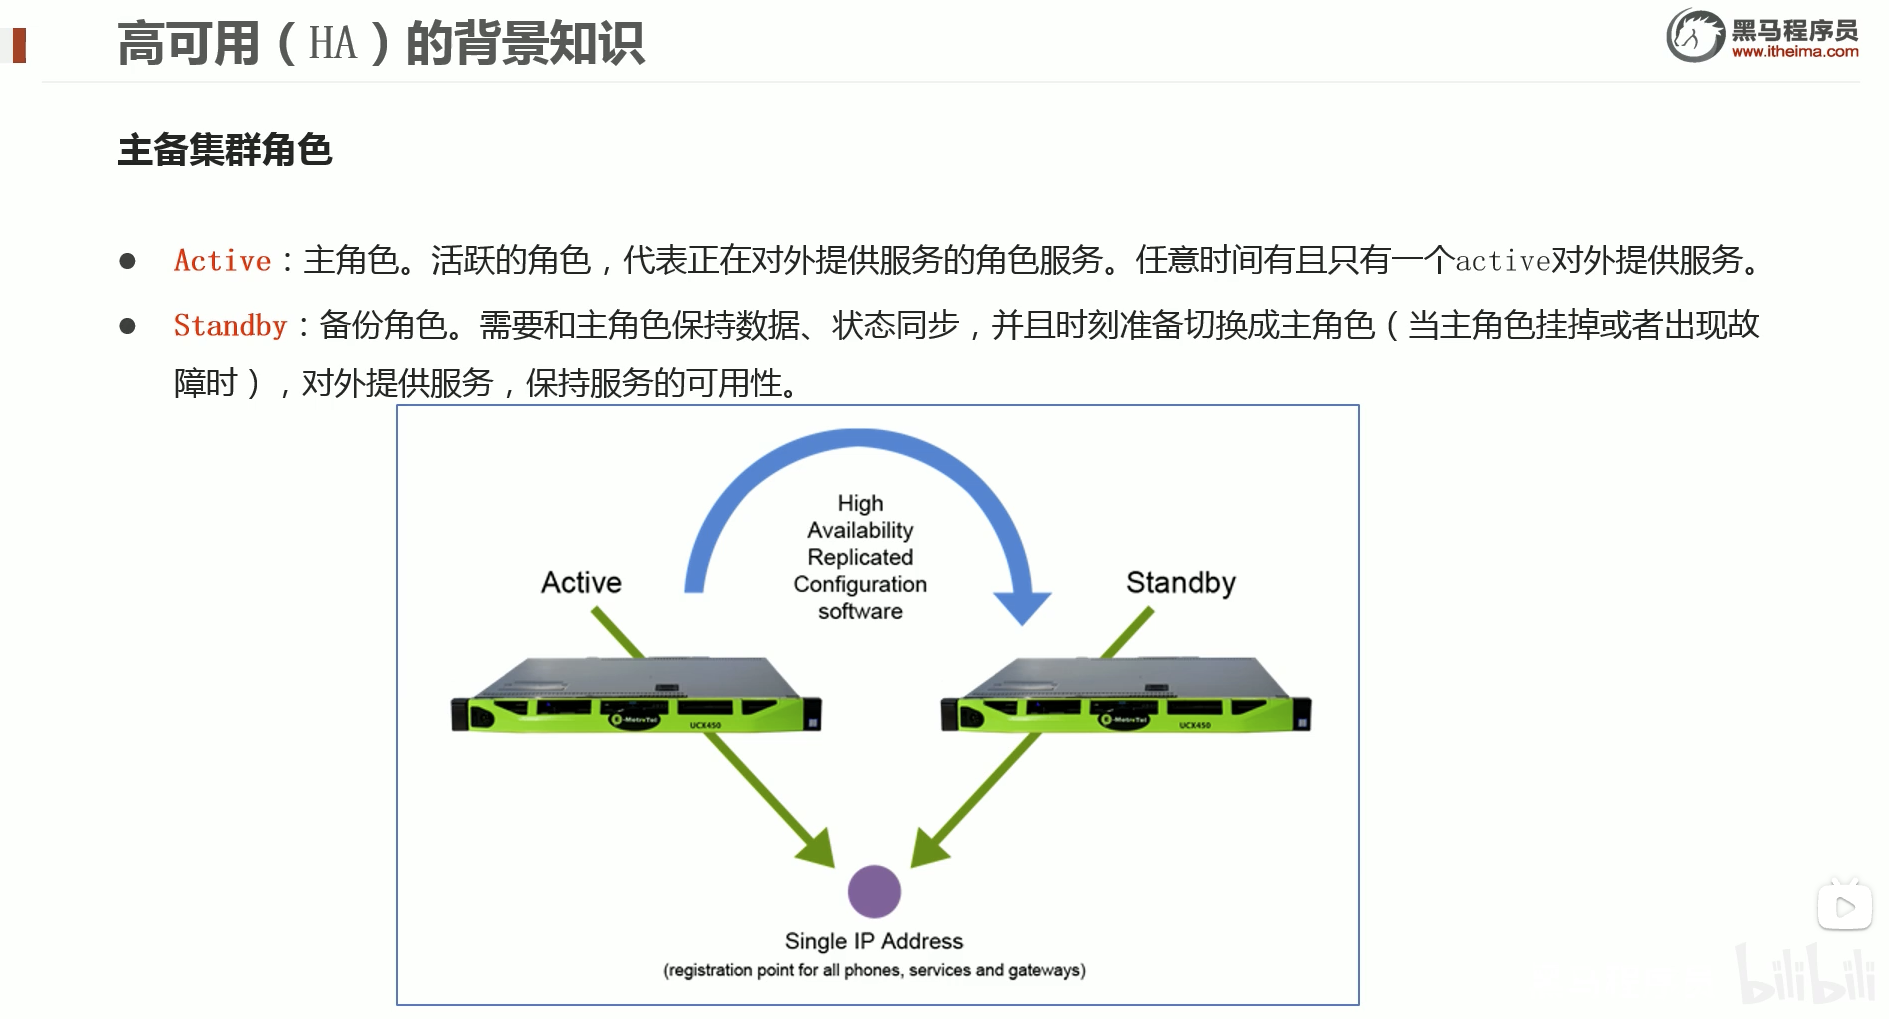 高可用（HA）的背景知识
黑马程序员
www.itheima.com
主备集群角色
Active：主角色。活跃的角色，代表正在对外提供服务的角色服务。任意时间有且只有一个active对外提供服务。
Standby：备份角色。需要和主角色保持数据、状态同步，并且时刻准备切换成主角色（当主角色挂掉或者出现故
障时），对外提供服务，保持服务的可用性。
High
Availability
Replicated
Configuration
software
Active
Standby
E-MetroTel
UCX450
E-MetroTel
UCX450
Single IP Address
(registration point for all phones, services and gateways)
bilibili